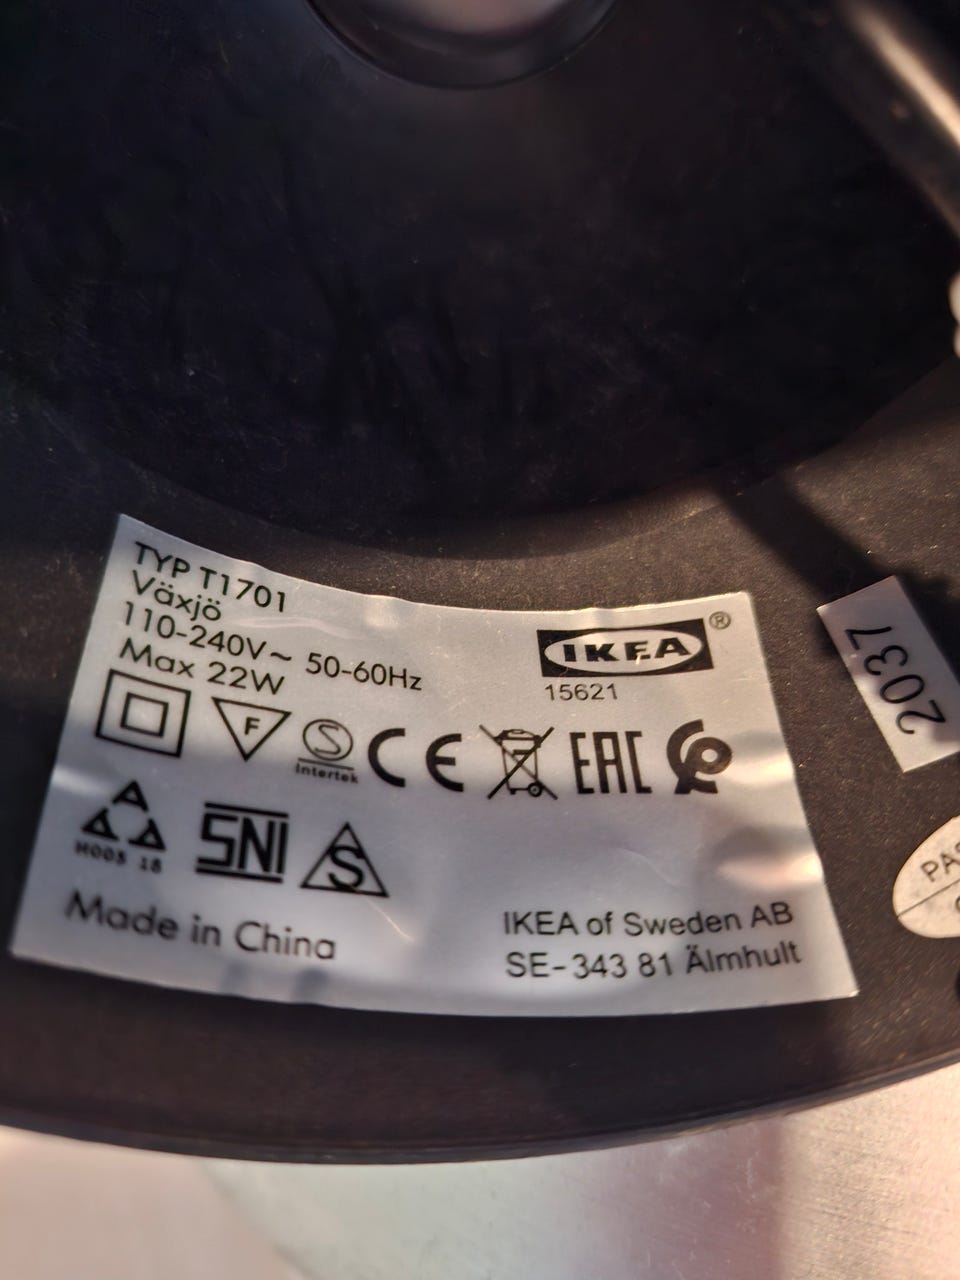 TYP T1701
Växjö
110-240V~ 50-60Hz
Max 22W
IKEA®
15621
F
S
Intertek
CE
EAC
H003 18
SNI
S
Made in China
IKEA of Sweden AB
SE-343 81 Älmhult
2037